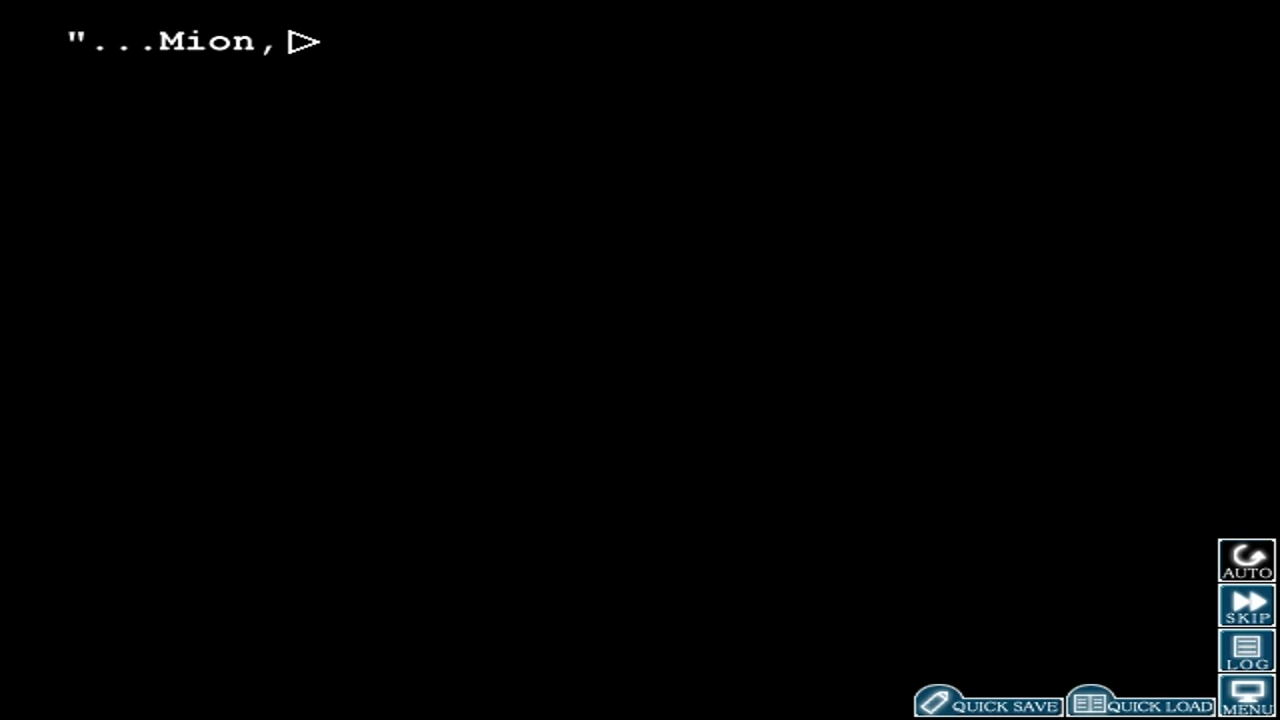 "...Mion,
AUTO
SKIP
LOG
QUICK SAVE
QUICK LOAD
MENU